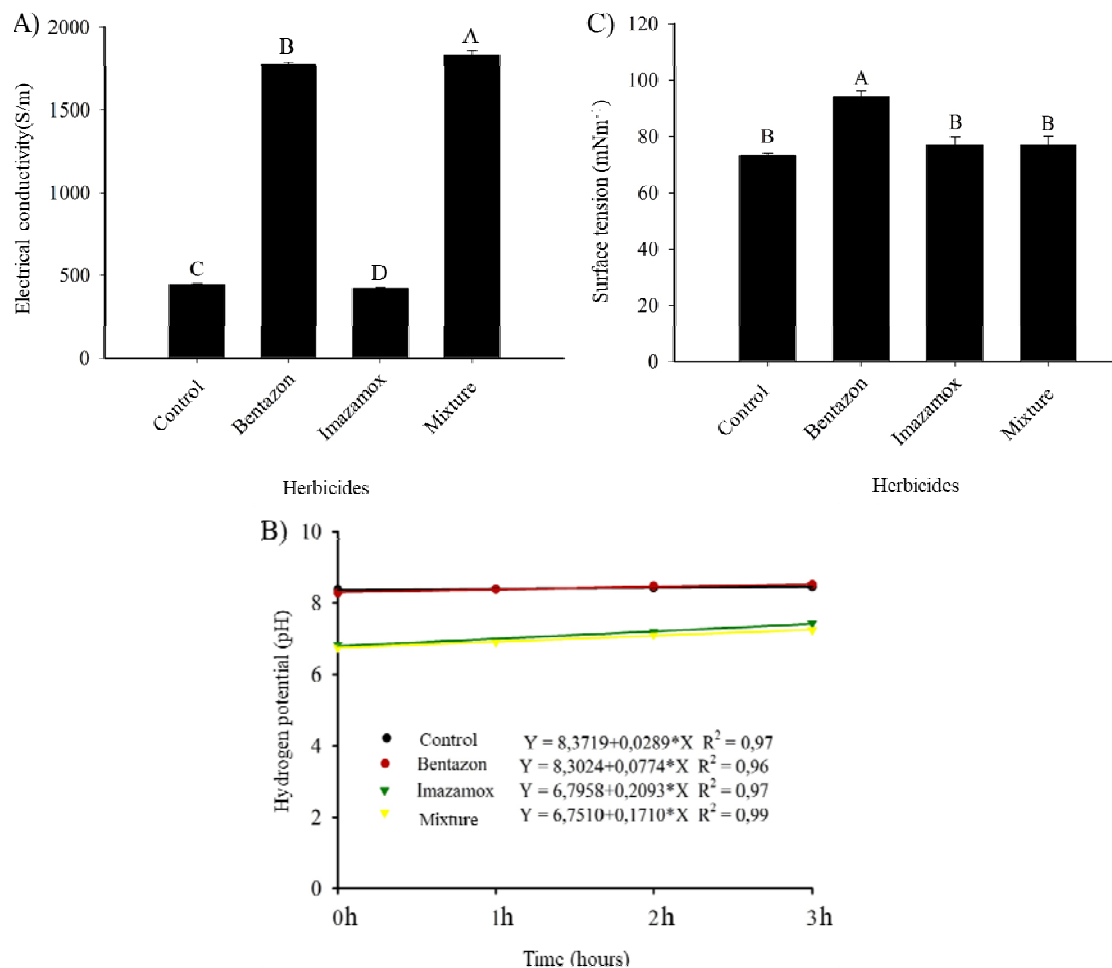 A)
2000
1500
1000
500
0
Electrical conductivity(S/m)
C
B
D
A
Control
Bentazon
Imazamox
Mixture
Herbicides
C)
120
100
80
60
40
20
0
Surface tension (mNm⁻¹)
B
A
B
B
Control
Bentazon
Imazamox
Mixture
Herbicides
B)
10
8
6
4
2
0
Hydrogen potential (pH)
Control Y = 8,3719+0,0289*X R² = 0,97
Bentazon Y = 8,3024+0,0774*X R² = 0,96
Imazamox Y = 6,7958+0,2093*X R² = 0,97
Mixture Y = 6,7510+0,1710*X R² = 0,99
0h 1h 2h 3h
Time (hours)